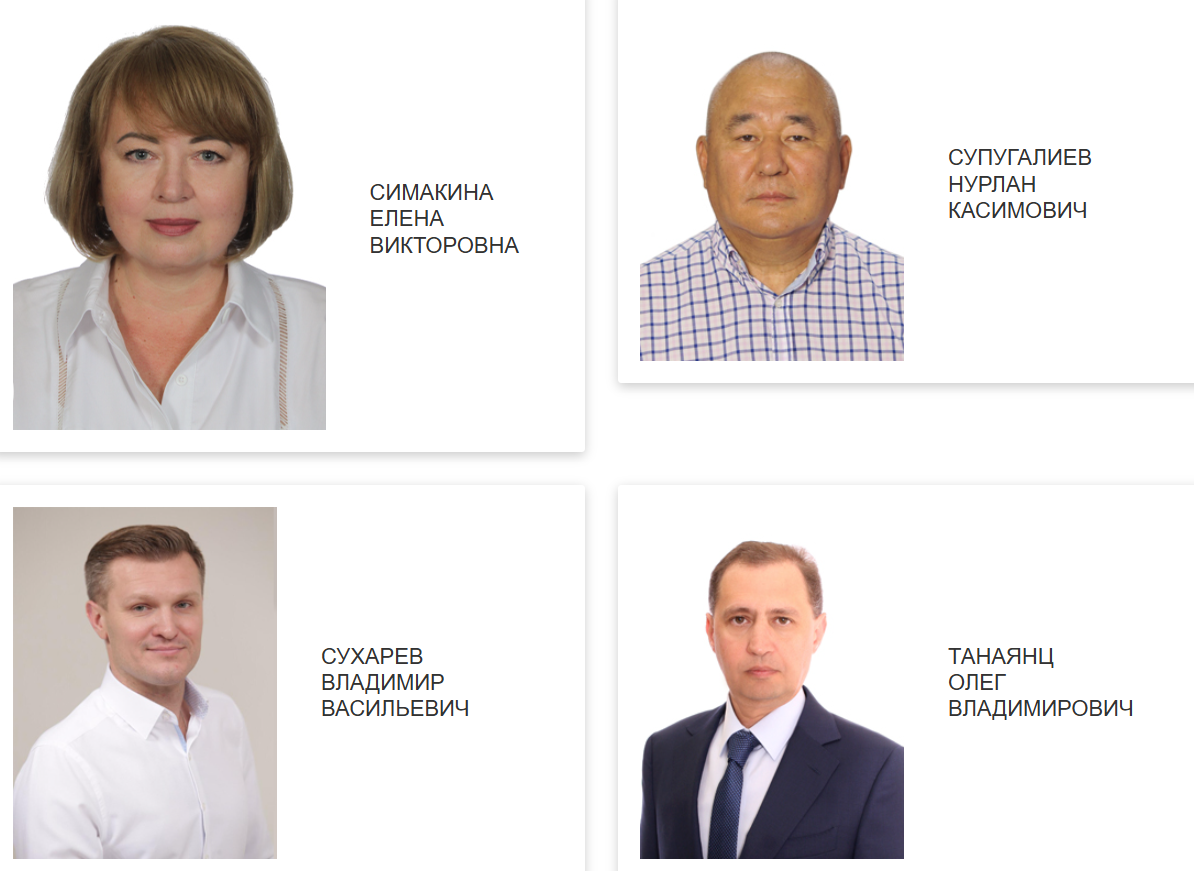 СИМАКИНА
ЕЛЕНА
ВИКТОРОВНА
СУПУГАЛИЕВ
НУРЛАН
КАСИМОВИЧ
СУХАРЕВ
ВЛАДИМИР
ВАСИЛЬЕВИЧ
ТАНАЯНЦ
ОЛЕГ
ВЛАДИМИРОВИЧ